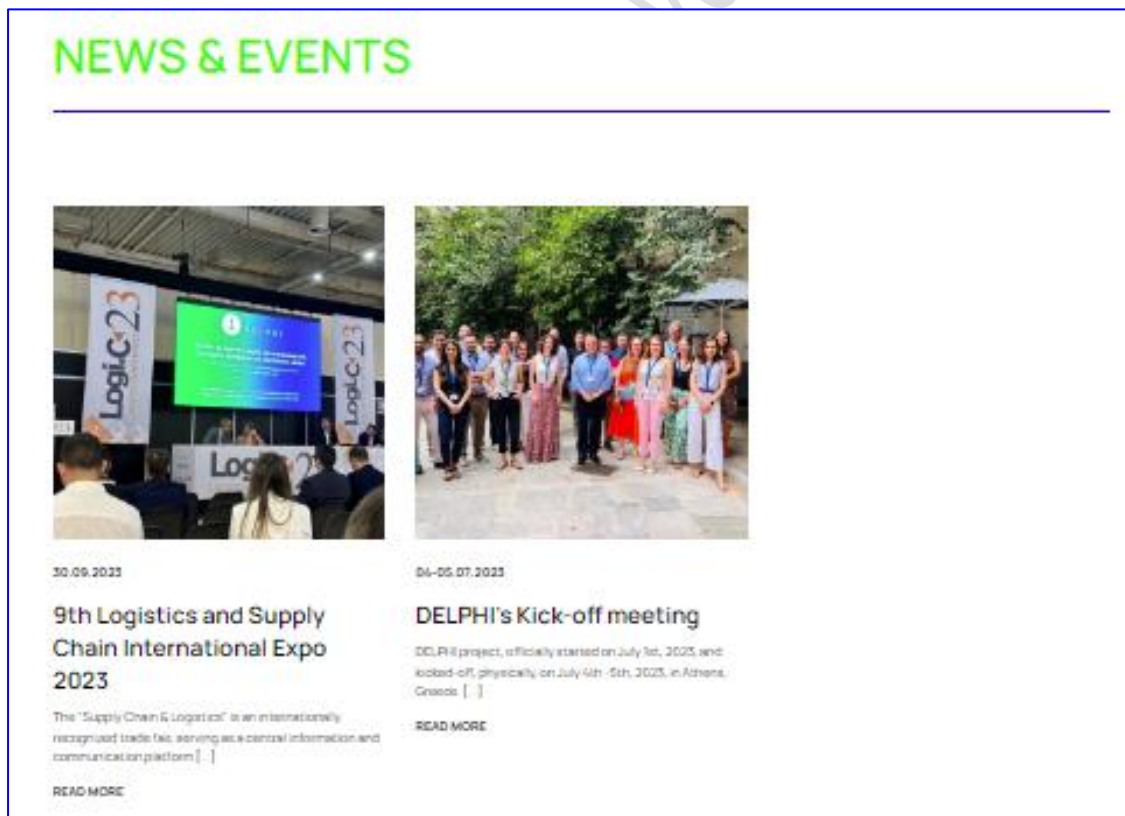 NEWS & EVENTS
Logi.C 23
DELPHI
Logi.C 23
30.09.2023
9th Logistics and Supply
Chain International Expo
2023
The "Supply Chain & Logistics" is an internationally
recognised trade fair, serving as a central information and
communication platform [...]
READ MORE
04-05.07.2023
DELPHI's Kick-off meeting
DELPHI project, officially started on July 1st, 2023, and
kicked-off, physically, on July 4th -5th, 2023, in Athens,
Greece. [...]
READ MORE